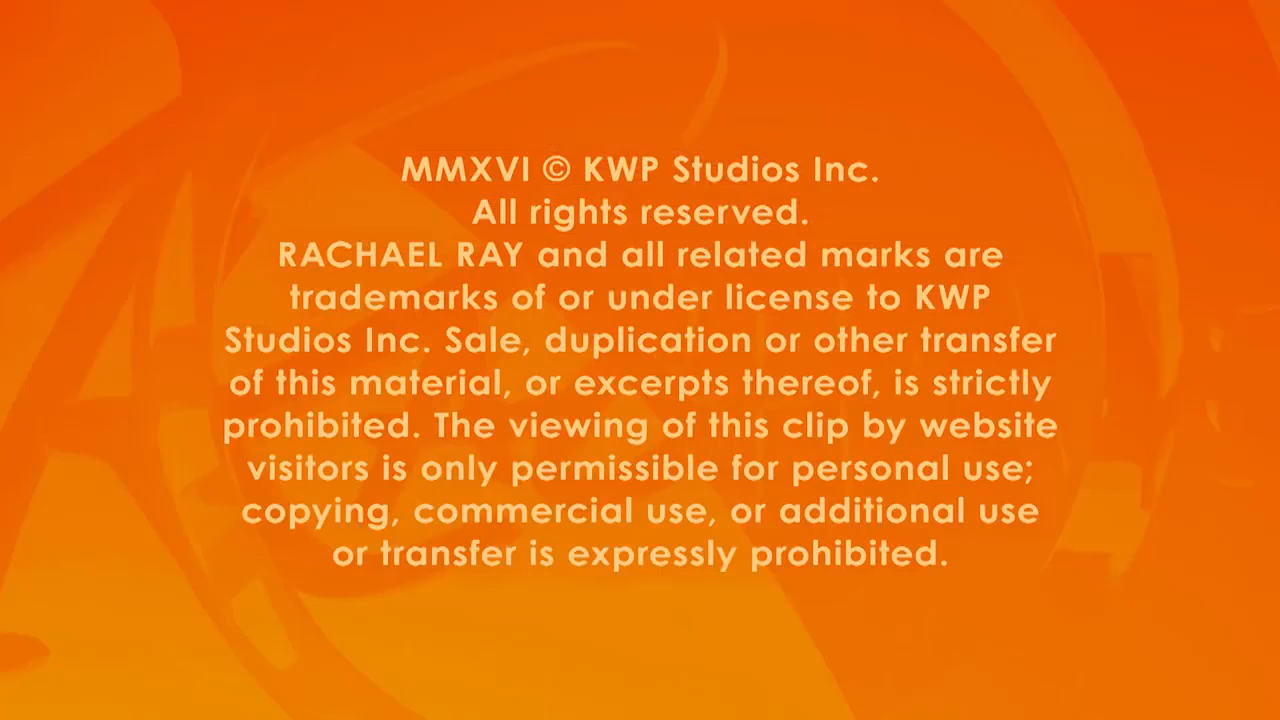 MMXVI © KWP Studios Inc.
All rights reserved.
RACHAEL RAY and all related marks are
trademarks of or under license to KWP
Studios Inc. Sale, duplication or other transfer
of this material, or excerpts thereof, is strictly
prohibited. The viewing of this clip by website
visitors is only permissible for personal use;
copying, commercial use, or additional use
or transfer is expressly prohibited.